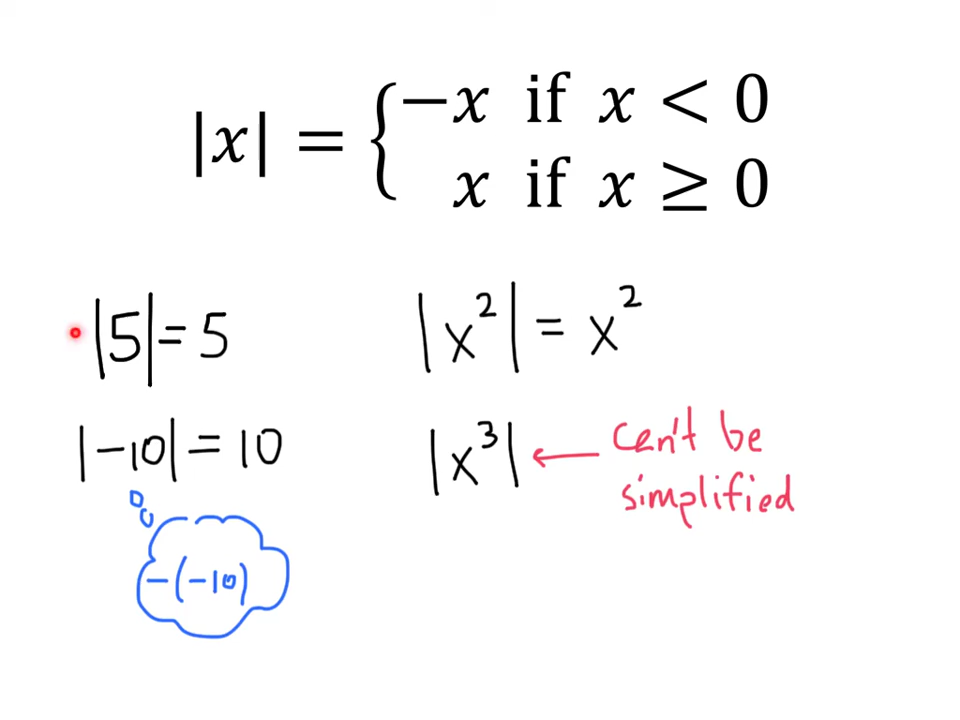 |x| = { −x if x < 0
x if x ≥ 0
|5| = 5
|x²| = x²
|−10| = 10
|x³| ← can't be
simplified
−(−10)